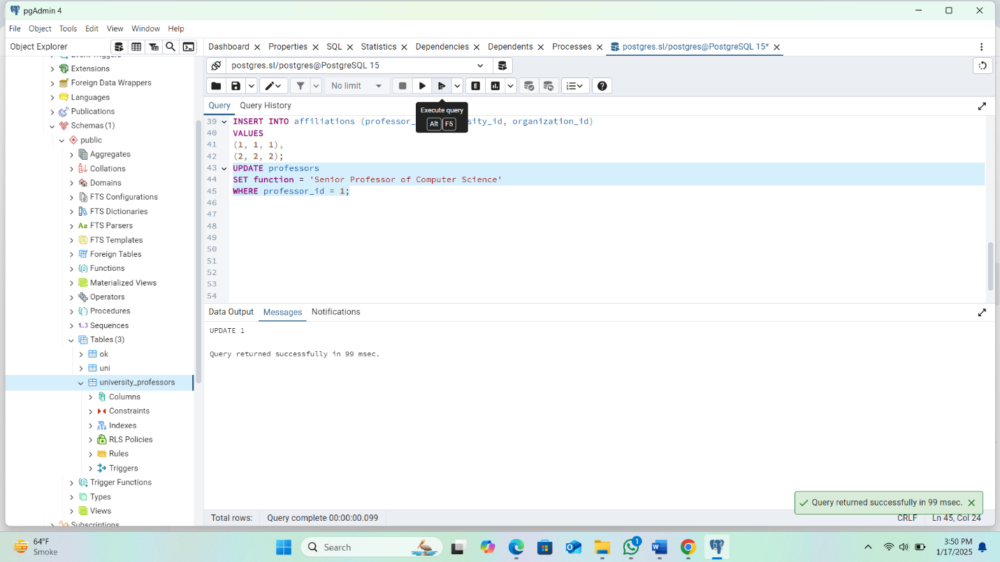 pgAdmin 4
File Object Tools Edit View Window Help
Object Explorer
Dashboard Properties SQL Statistics Dependencies Dependents Processes postgres.sl/postgres@PostgreSQL 15*
postgres.sl/postgres@PostgreSQL 15
No limit
E
Query Query History
Execute query
Alt F5
39 INSERT INTO affiliations (professor_ sity_id, organization_id)
40 VALUES
41 (1, 1, 1),
42 (2, 2, 2);
43 UPDATE professors
44 SET function = 'Senior Professor of Computer Science'
45 WHERE professor_id = 1;
46
47
48
49
50
51
52
53
54
Event Triggers
Extensions
Foreign Data Wrappers
Languages
Publications
Schemas (1)
public
Aggregates
Collations
Domains
FTS Configurations
FTS Dictionaries
Aa FTS Parsers
FTS Templates
Foreign Tables
Functions
Materialized Views
Operators
Procedures
1..3 Sequences
Tables (3)
ok
uni
university_professors
Columns
Constraints
Indexes
RLS Policies
Rules
Triggers
Trigger Functions
Types
Views
Subscriptions
Data Output Messages Notifications
UPDATE 1
Query returned successfully in 99 msec.
Query returned successfully in 99 msec.
Total rows: Query complete 00:00:00.099 CRLF Ln 45, Col 24
64°F
Smoke
Search
1
3:50 PM
1/17/2025